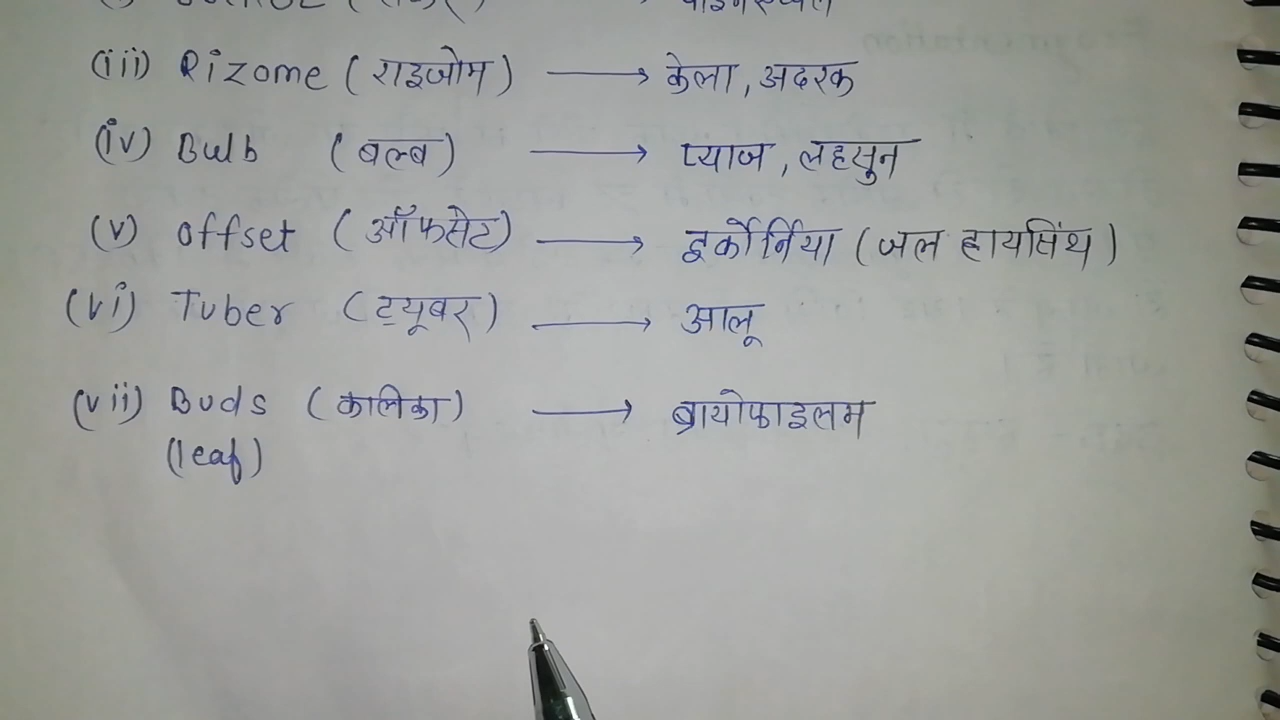 (iii) Rizome (राइजोम) → केला, अदरक
(iv) Bulb (बल्ब) → प्याज, लहसुन
(v) offset (ऑफसेट) → इर्कोर्निया (जल हायसिंथ)
(vi) Tuber (ट्यूबर) → आलू
(vii) Buds (कालिका) → ब्रायोफाइलम
(leaf)